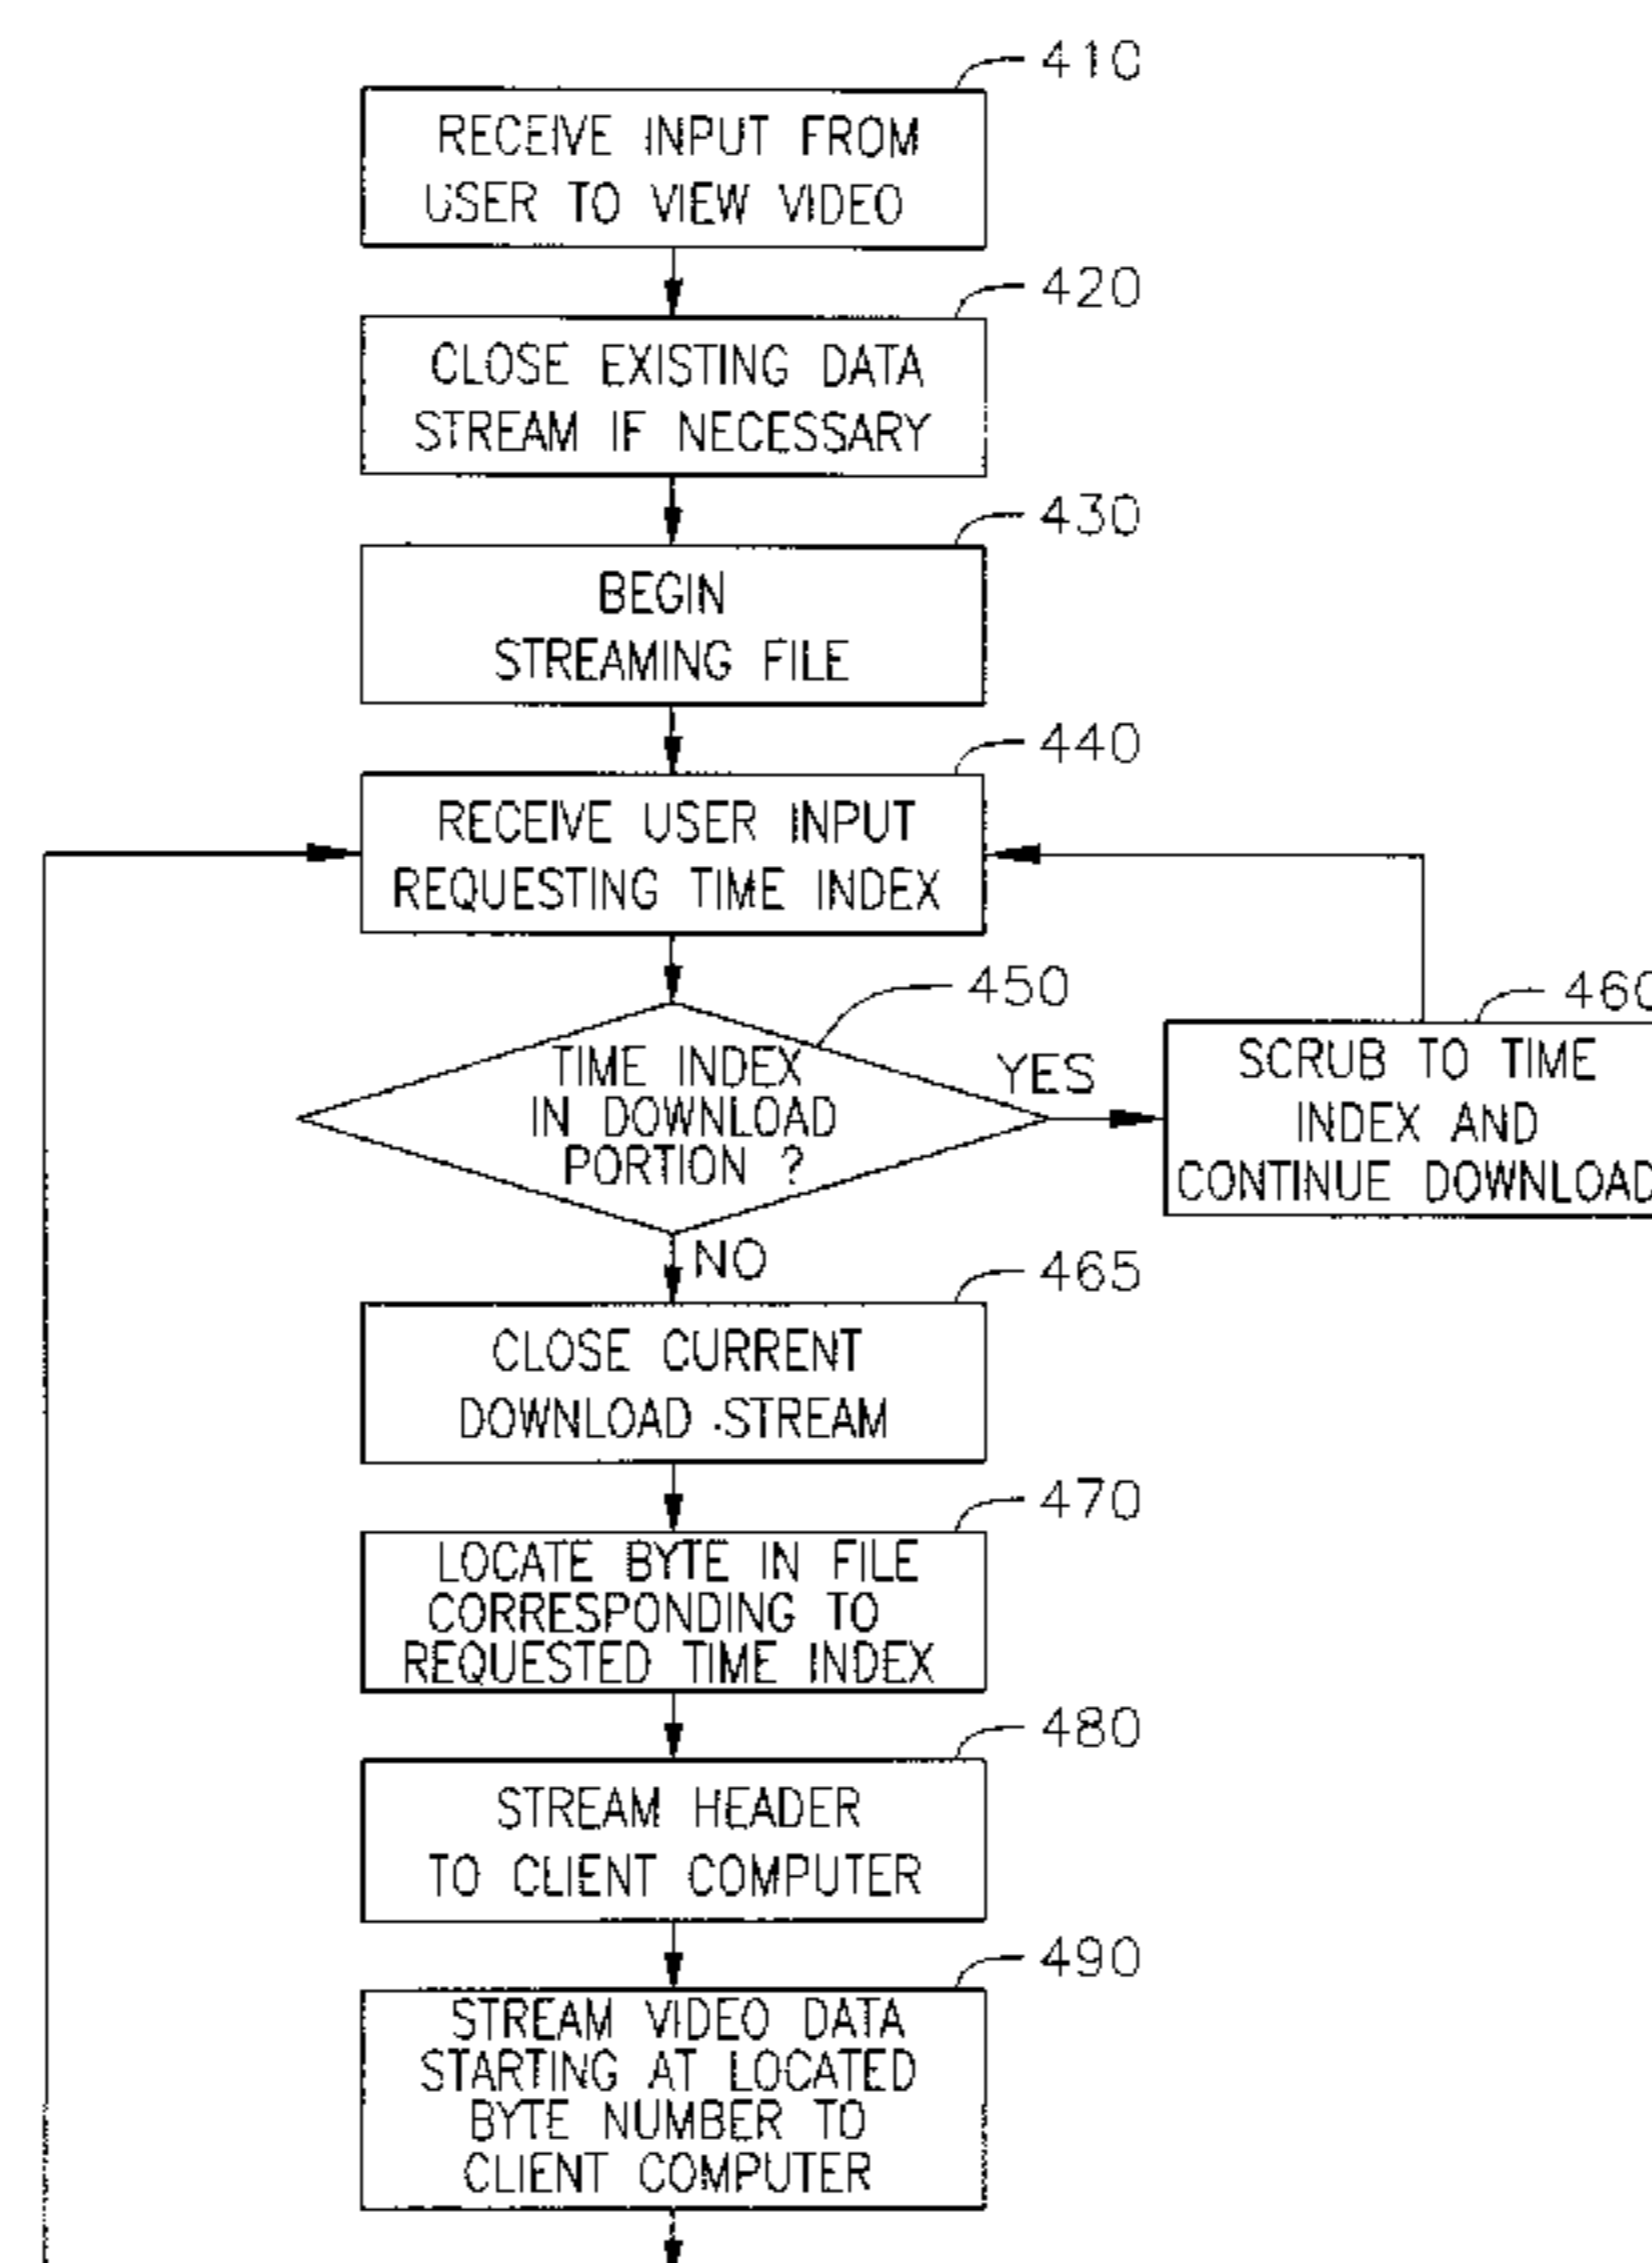 410
RECEIVE INPUT FROM
USER TO VIEW VIDEO
420
CLOSE EXISTING DATA
STREAM IF NECESSARY
430
BEGIN
STREAMING FILE
440
RECEIVE USER INPUT
REQUESTING TIME INDEX
450
TIME INDEX
IN DOWNLOAD
PORTION ?
YES
460
SCRUB TO TIME
INDEX AND
CONTINUE DOWNLOAD
NO
465
CLOSE CURRENT
DOWNLOAD STREAM
470
LOCATE BYTE IN FILE
CORRESPONDING TO
REQUESTED TIME INDEX
480
STREAM HEADER
TO CLIENT COMPUTER
490
STREAM VIDEO DATA
STARTING AT LOCATED
BYTE NUMBER TO
CLIENT COMPUTER